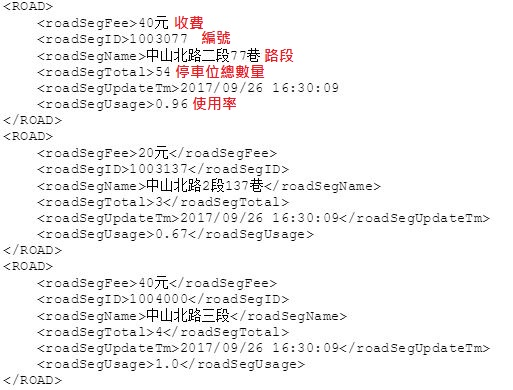 <ROAD>
<roadSegFee>40元 收費
<roadSegID>1003077 編號
<roadSegName>中山北路二段77巷 路段
<roadSegTotal>54 停車位總數量
<roadSegUpdateTm>2017/09/26 16:30:09
<roadSegUsage>0.96 使用率
</ROAD>
<ROAD>
<roadSegFee>20元</roadSegFee>
<roadSegID>1003137</roadSegID>
<roadSegName>中山北路2段137巷</roadSegName>
<roadSegTotal>3</roadSegTotal>
<roadSegUpdateTm>2017/09/26 16:30:09</roadSegUpdateTm>
<roadSegUsage>0.67</roadSegUsage>
</ROAD>
<ROAD>
<roadSegFee>40元</roadSegFee>
<roadSegID>1004000</roadSegID>
<roadSegName>中山北路三段</roadSegName>
<roadSegTotal>4</roadSegTotal>
<roadSegUpdateTm>2017/09/26 16:30:09</roadSegUpdateTm>
<roadSegUsage>1.0</roadSegUsage>
</ROAD>